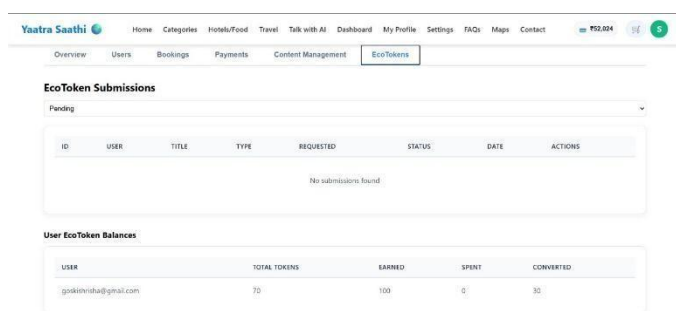 Yaatra Saathi Home Categories Hotels/Food Travel Talk with AI Dashboard My Profile Settings FAQs Maps Contact ₹52,024 S
Overview Users Bookings Payments Content Management EcoTokens
EcoToken Submissions
Pending
ID USER TITLE TYPE REQUESTED STATUS DATE ACTIONS
No submissions found
User EcoToken Balances
USER TOTAL TOKENS EARNED SPENT CONVERTED
goskishrisha@gmail.com 70 100 0 30